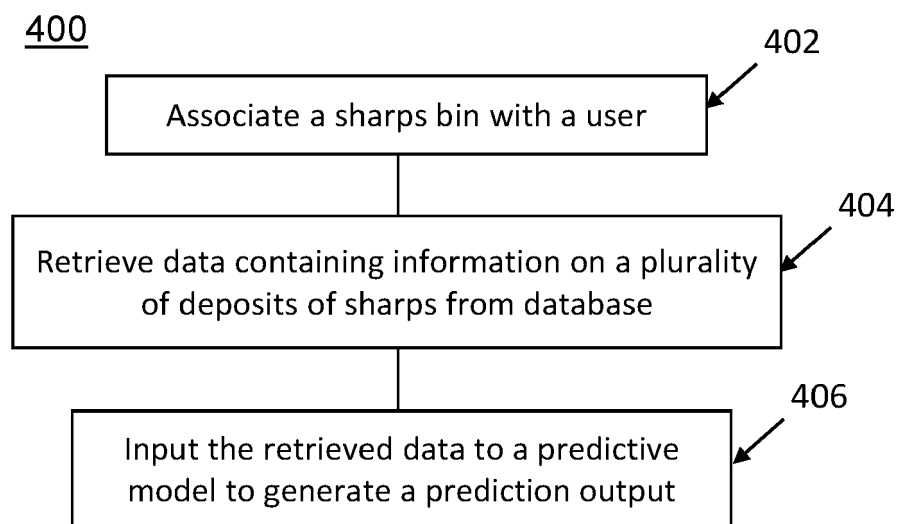 400
402
Associate a sharps bin with a user
404
Retrieve data containing information on a plurality
of deposits of sharps from database
406
Input the retrieved data to a predictive
model to generate a prediction output